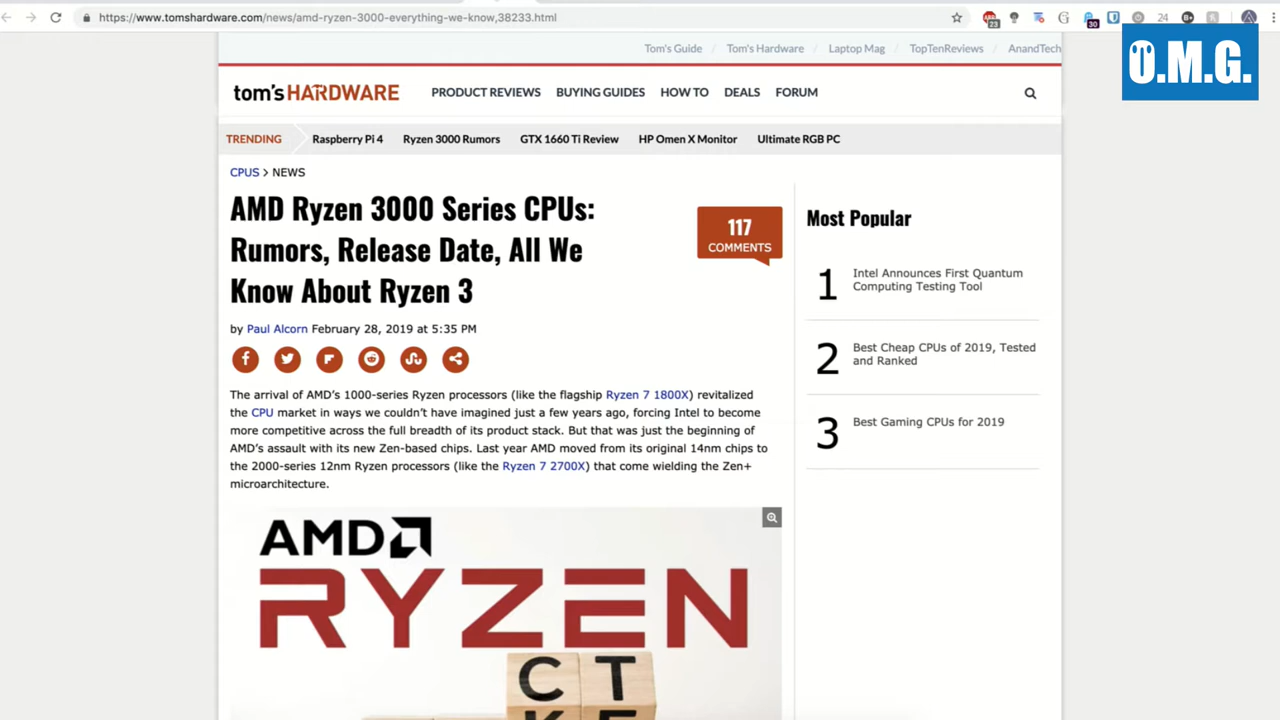 https://www.tomshardware.com/news/amd-ryzen-3000-everything-we-know,38233.html
23
30
24
O.M.G.
Tom's Guide / Tom's Hardware / Laptop Mag / TopTenReviews / AnandTech
tom's HARDWARE
PRODUCT REVIEWS BUYING GUIDES HOW TO DEALS FORUM
TRENDING Raspberry Pi 4 Ryzen 3000 Rumors GTX 1660 Ti Review HP Omen X Monitor Ultimate RGB PC
CPUS > NEWS
AMD Ryzen 3000 Series CPUs:
Rumors, Release Date, All We
Know About Ryzen 3
117
COMMENTS
by Paul Alcorn February 28, 2019 at 5:35 PM
The arrival of AMD's 1000-series Ryzen processors (like the flagship Ryzen 7 1800X) revitalized
the CPU market in ways we couldn't have imagined just a few years ago, forcing Intel to become
more competitive across the full breadth of its product stack. But that was just the beginning of
AMD's assault with its new Zen-based chips. Last year AMD moved from its original 14nm chips to
the 2000-series 12nm Ryzen processors (like the Ryzen 7 2700X) that come wielding the Zen+
microarchitecture.
AMD
RYZEN
C T
Most Popular
1 Intel Announces First Quantum
Computing Testing Tool
2 Best Cheap CPUs of 2019, Tested
and Ranked
3 Best Gaming CPUs for 2019